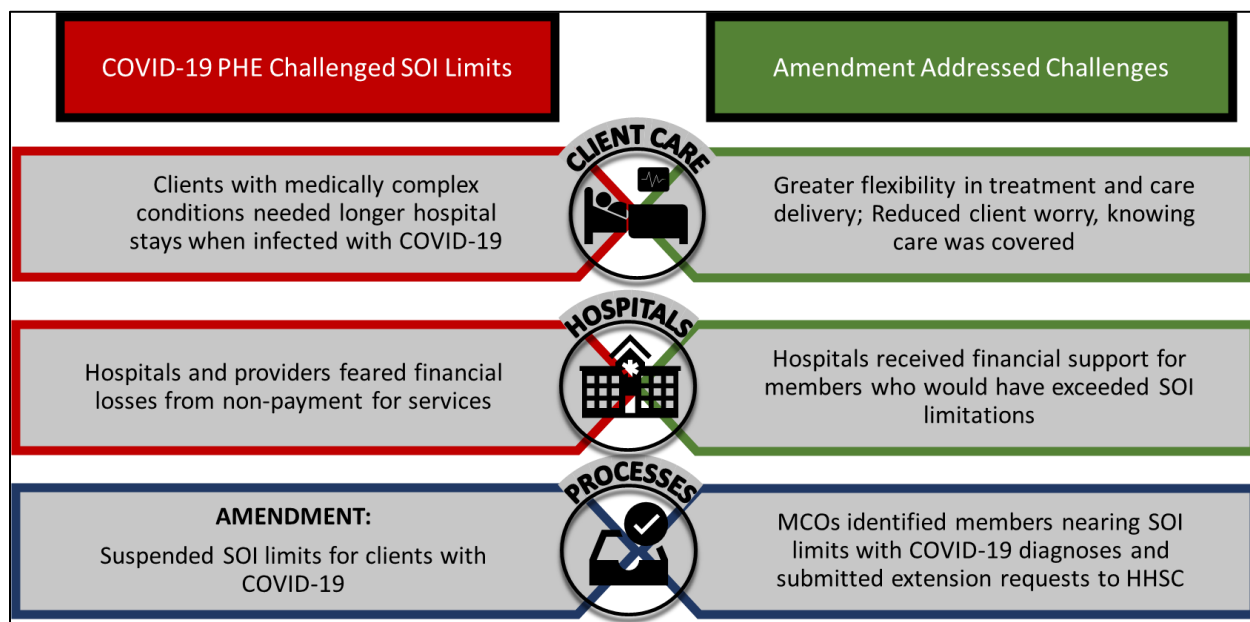 COVID-19 PHE Challenged SOI Limits
Amendment Addressed Challenges
CLIENT CARE
Clients with medically complex
conditions needed longer hospital
stays when infected with COVID-19
Greater flexibility in treatment and care
delivery; Reduced client worry, knowing
care was covered
HOSPITALS
Hospitals and providers feared financial
losses from non-payment for services
Hospitals received financial support for
members who would have exceeded SOI
limitations
PROCESSES
AMENDMENT:
Suspended SOI limits for clients with
COVID-19
MCOs identified members nearing SOI
limits with COVID-19 diagnoses and
submitted extension requests to HHSC